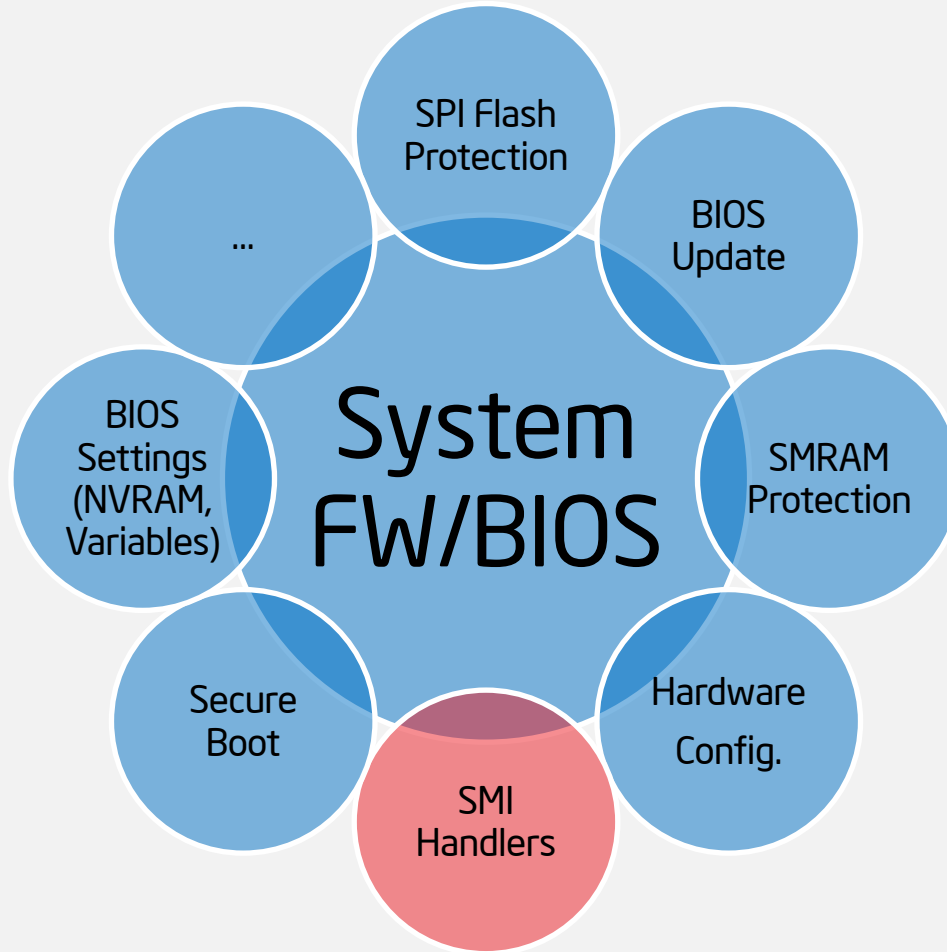 SPI Flash
Protection
...
BIOS
Update
BIOS
Settings
(NVRAM,
Variables)
System
FW/BIOS
SMRAM
Protection
Secure
Boot
Hardware
Config.
SMI
Handlers